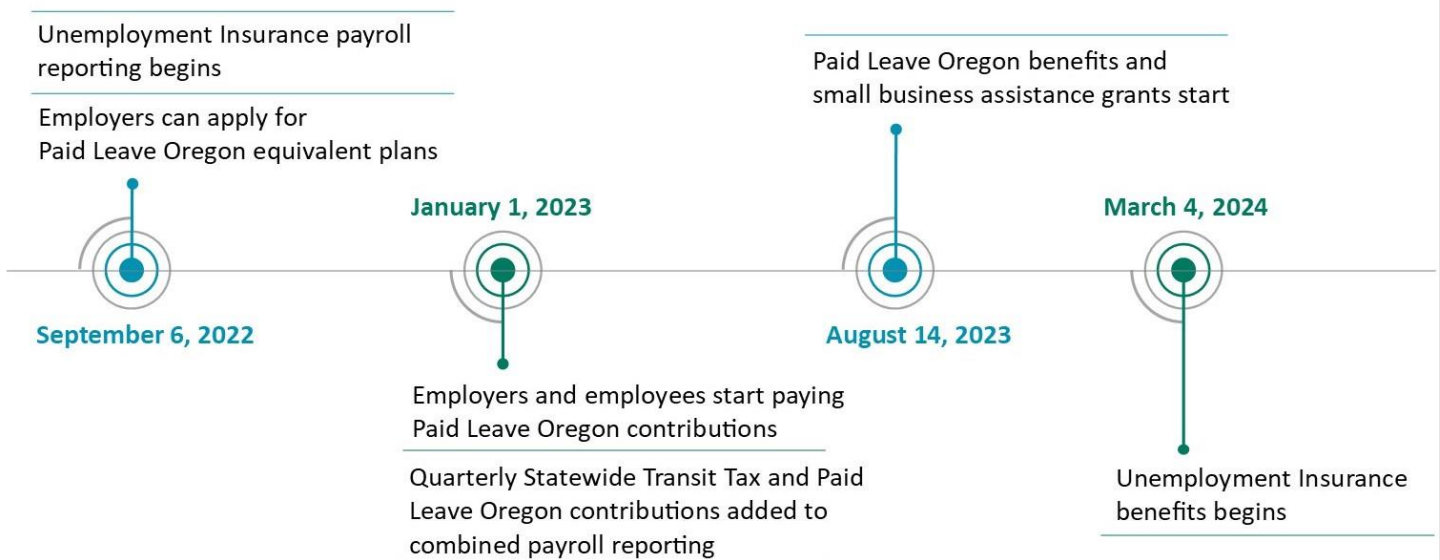 Unemployment Insurance payroll
reporting begins
Employers can apply for
Paid Leave Oregon equivalent plans
September 6, 2022
January 1, 2023
Employers and employees start paying
Paid Leave Oregon contributions
Quarterly Statewide Transit Tax and Paid
Leave Oregon contributions added to
combined payroll reporting
Paid Leave Oregon benefits and
small business assistance grants start
August 14, 2023
March 4, 2024
Unemployment Insurance
benefits begins